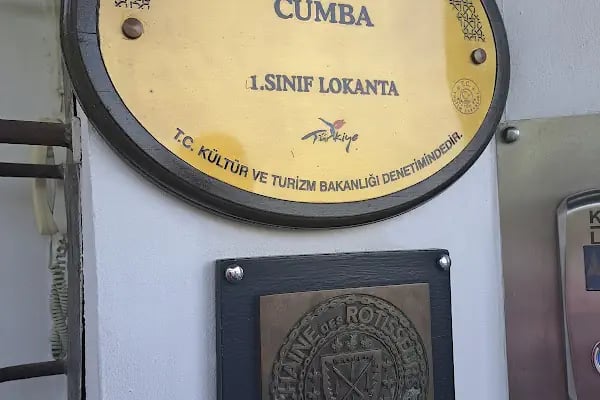 CUMBA
1.SINIF LOKANTA
Türkiye
T.C. KÜLTÜR VE TURİZM BAKANLIĞI DENETİMİNDEDİR.
CHAINE DES ROTISSEURS
K
L